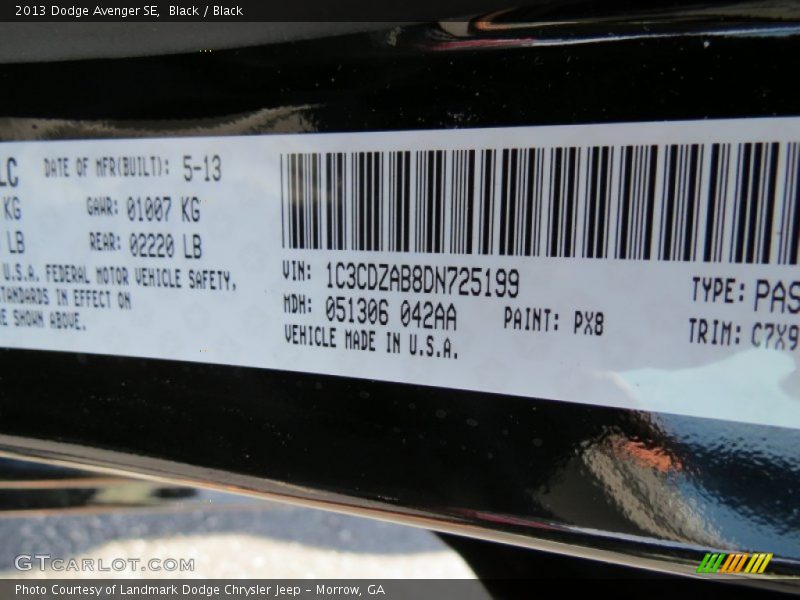 2013 Dodge Avenger SE,  Black / Black
LC DATE OF MFR(BUILT): 5-13
KG GAWR: 01007 KG
LB REAR: 02220 LB
U.S.A. FEDERAL MOTOR VEHICLE SAFETY,
STANDARDS IN EFFECT ON
SHOWN ABOVE.
VIN: 1C3CDZAB8DN725199 TYPE: PAS
MDH: 051306 042AA PAINT: PX8 TRIM: C7X9
VEHICLE MADE IN U.S.A.
GTCARLOT.COM
Photo Courtesy of Landmark Dodge Chrysler Jeep – Morrow, GA